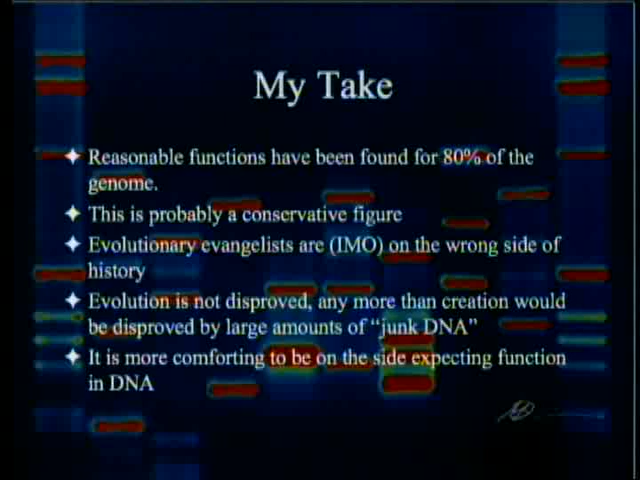 My Take
Reasonable functions have been found for 80% of the
genome.
This is probably a conservative figure
Evolutionary evangelists are (IMO) on the wrong side of
history
Evolution is not disproved, any more than creation would
be disproved by large amounts of “junk DNA”
It is more comforting to be on the side expecting function
in DNA